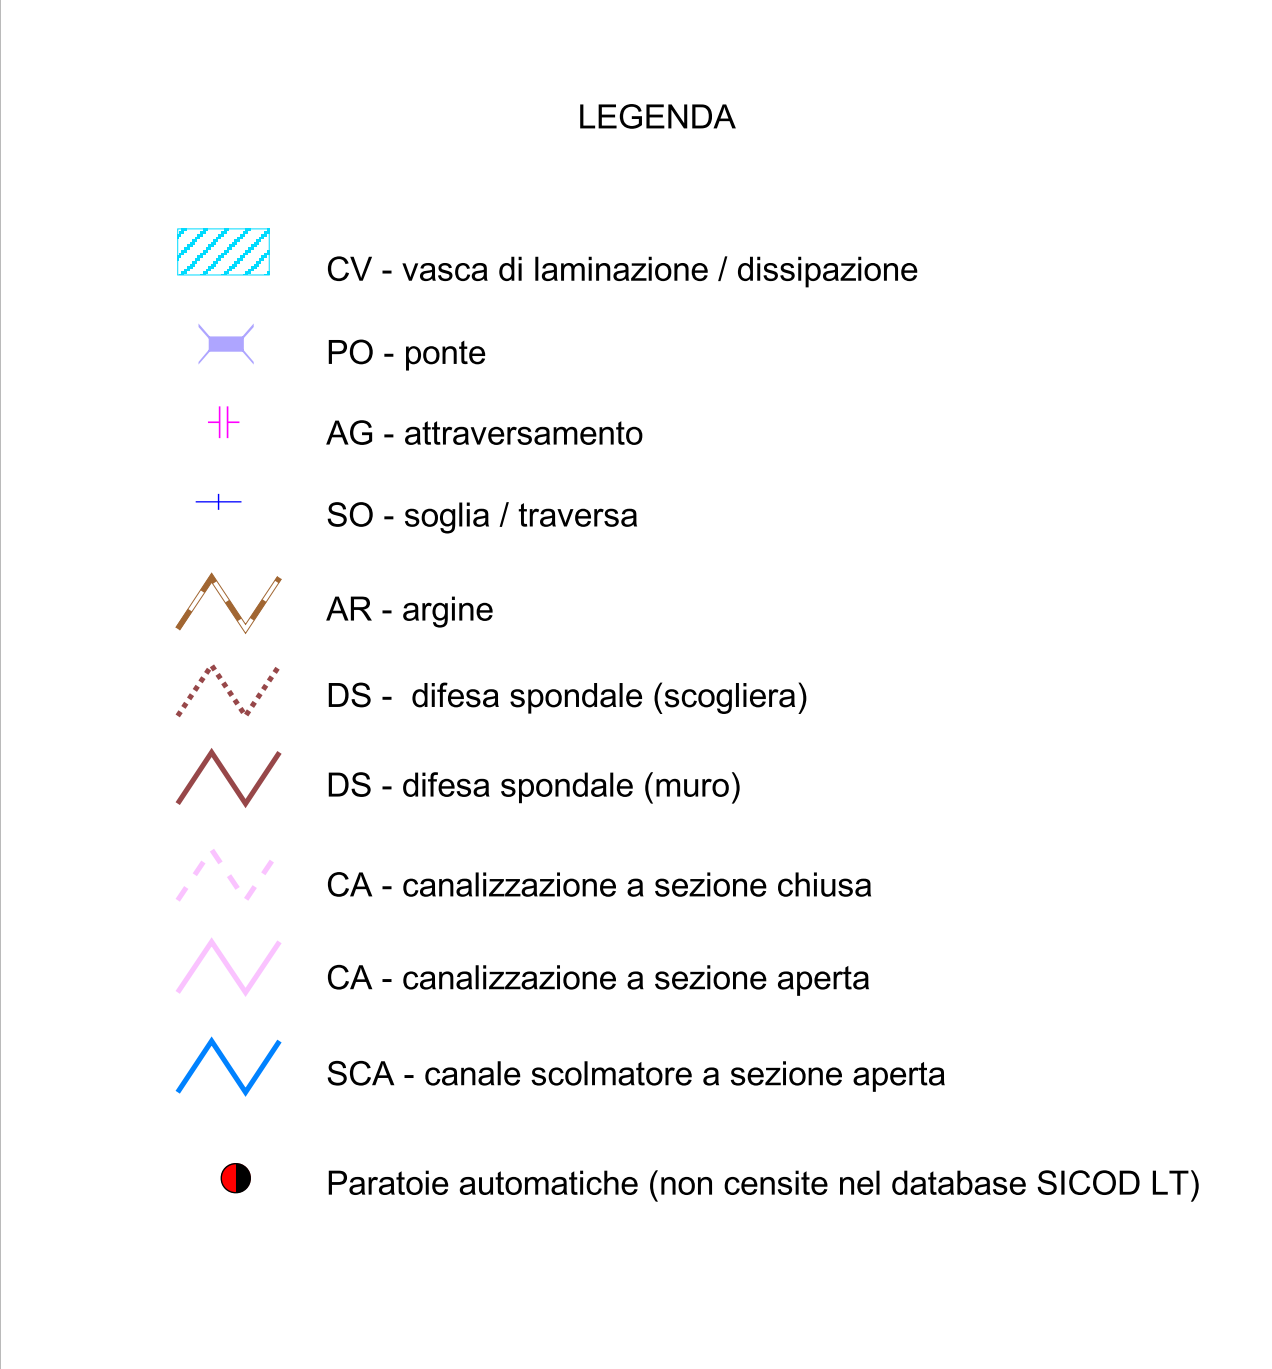 LEGENDA
CV - vasca di laminazione / dissipazione
PO - ponte
AG - attraversamento
SO - soglia / traversa
AR - argine
DS -  difesa spondale (scogliera)
DS - difesa spondale (muro)
CA - canalizzazione a sezione chiusa
CA - canalizzazione a sezione aperta
SCA - canale scolmatore a sezione aperta
Paratoie automatiche (non censite nel database SICOD LT)